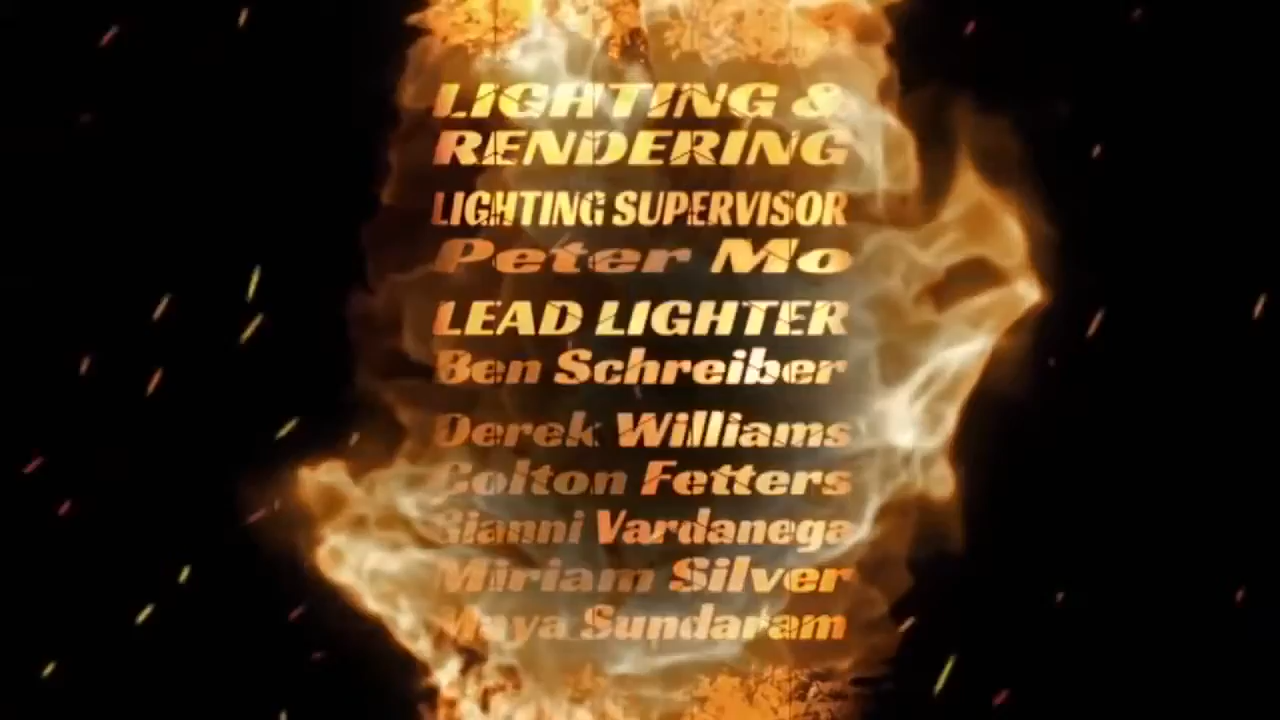 LIGHTING &
RENDERING
LIGHTING SUPERVISOR
Peter Mo
LEAD LIGHTER
Ben Schreiber
Derek Williams
Colton Fetters
Gianni Vardanega
Miriam Silver
Maya Sundaram